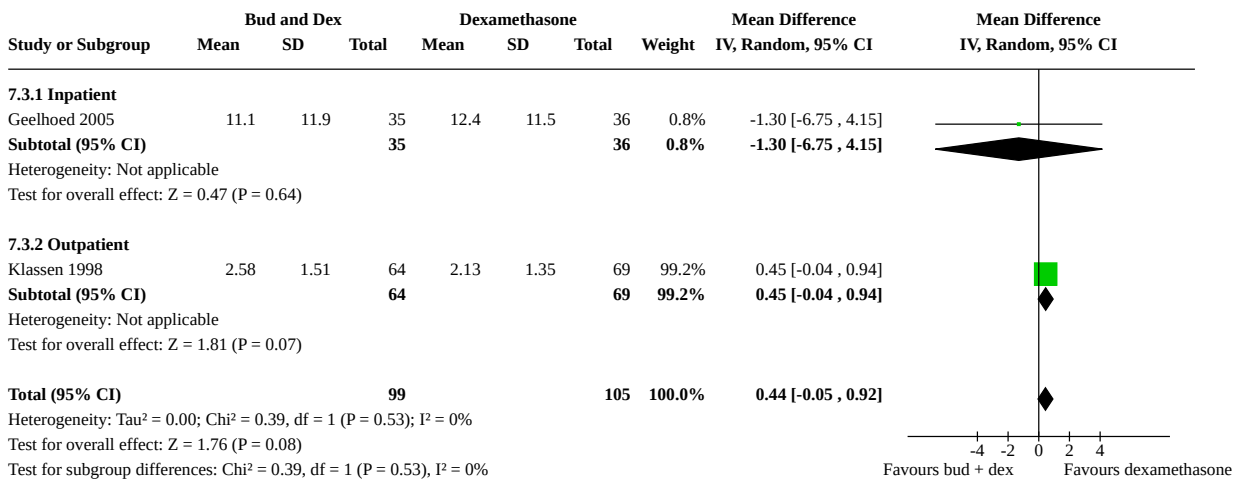 Bud and Dex Dexamethasone Mean Difference Mean Difference
Study or Subgroup Mean SD Total Mean SD Total Weight IV, Random, 95% CI IV, Random, 95% CI
7.3.1 Inpatient
Geelhoed 2005 11.1 11.9 35 12.4 11.5 36 0.8% -1.30 [-6.75 , 4.15]
Subtotal (95% CI) 35 36 0.8% -1.30 [-6.75 , 4.15]
Heterogeneity: Not applicable
Test for overall effect: Z = 0.47 (P = 0.64)
7.3.2 Outpatient
Klassen 1998 2.58 1.51 64 2.13 1.35 69 99.2% 0.45 [-0.04 , 0.94]
Subtotal (95% CI) 64 69 99.2% 0.45 [-0.04 , 0.94]
Heterogeneity: Not applicable
Test for overall effect: Z = 1.81 (P = 0.07)
Total (95% CI) 99 105 100.0% 0.44 [-0.05 , 0.92]
Heterogeneity: Tau² = 0.00; Chi² = 0.39, df = 1 (P = 0.53); I² = 0%
Test for overall effect: Z = 1.76 (P = 0.08)
Test for subgroup differences: Chi² = 0.39, df = 1 (P = 0.53), I² = 0%
-4 -2 0 2 4
Favours bud + dex Favours dexamethasone